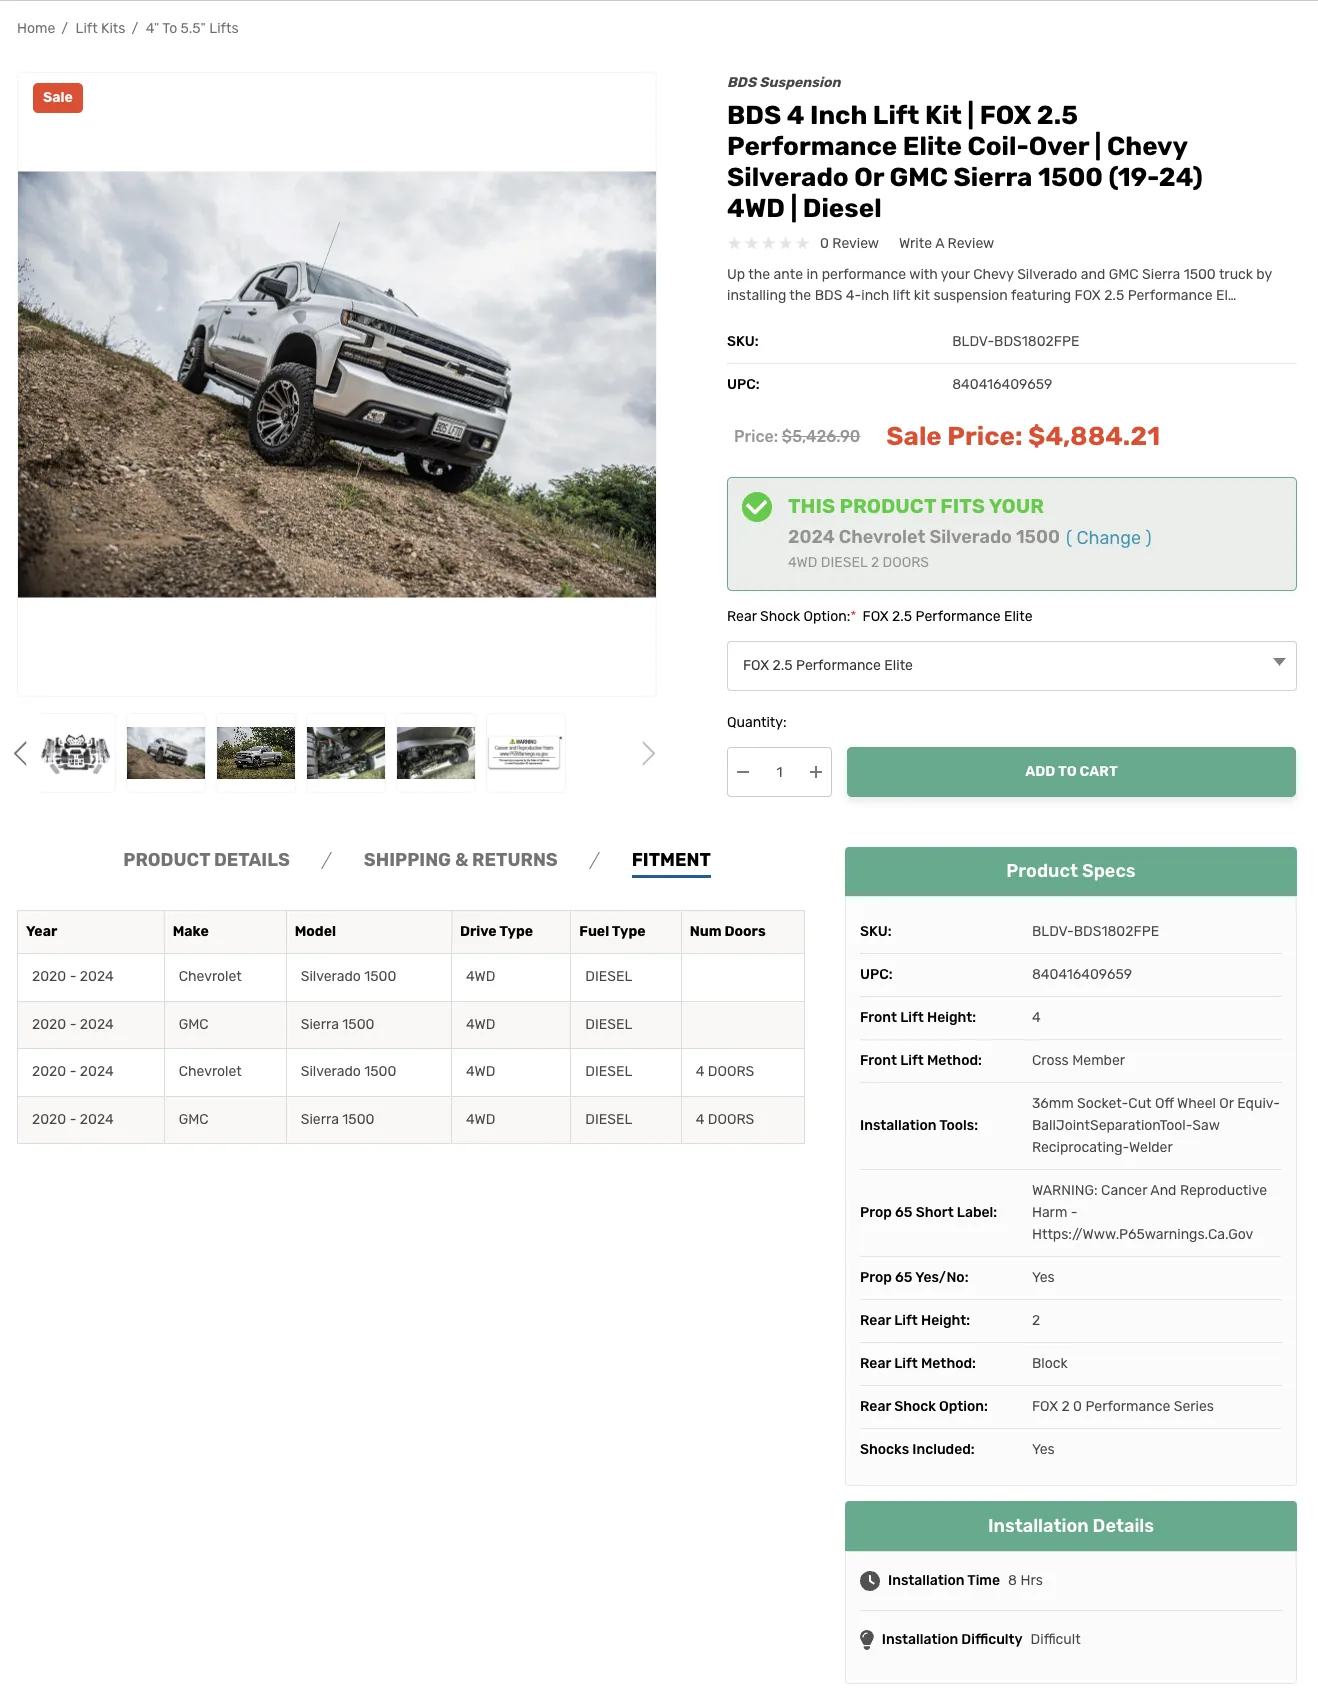 Home / Lift Kits / 4" To 5.5" Lifts
Sale
BDS Suspension
BDS 4 Inch Lift Kit | FOX 2.5
Performance Elite Coil-Over | Chevy
Silverado Or GMC Sierra 1500 (19-24)
4WD | Diesel
0 Review Write A Review
Up the ante in performance with your Chevy Silverado and GMC Sierra 1500 truck by
installing the BDS 4-inch lift kit suspension featuring FOX 2.5 Performance El...
SKU: BLDV-BDS1802FPE
UPC: 840416409659
Price: $5,426.90 Sale Price: $4,884.21
THIS PRODUCT FITS YOUR
2024 Chevrolet Silverado 1500 ( Change )
4WD DIESEL 2 DOORS
Rear Shock Option:* FOX 2.5 Performance Elite
FOX 2.5 Performance Elite
Quantity:
1
ADD TO CART
WARNING
Cancer and Reproductive Harm
www.P65Warnings.ca.gov
PRODUCT DETAILS / SHIPPING & RETURNS / FITMENT
Year Make Model Drive Type Fuel Type Num Doors
2020 - 2024 Chevrolet Silverado 1500 4WD DIESEL
2020 - 2024 GMC Sierra 1500 4WD DIESEL
2020 - 2024 Chevrolet Silverado 1500 4WD DIESEL 4 DOORS
2020 - 2024 GMC Sierra 1500 4WD DIESEL 4 DOORS
Product Specs
SKU: BLDV-BDS1802FPE
UPC: 840416409659
Front Lift Height: 4
Front Lift Method: Cross Member
Installation Tools: 36mm Socket-Cut Off Wheel Or Equiv-
BallJointSeparationTool-Saw
Reciprocating-Welder
Prop 65 Short Label: WARNING: Cancer And Reproductive
Harm -
Https://Www.P65warnings.Ca.Gov
Prop 65 Yes/No: Yes
Rear Lift Height: 2
Rear Lift Method: Block
Rear Shock Option: FOX 2 0 Performance Series
Shocks Included: Yes
Installation Details
Installation Time 8 Hrs
Installation Difficulty Difficult